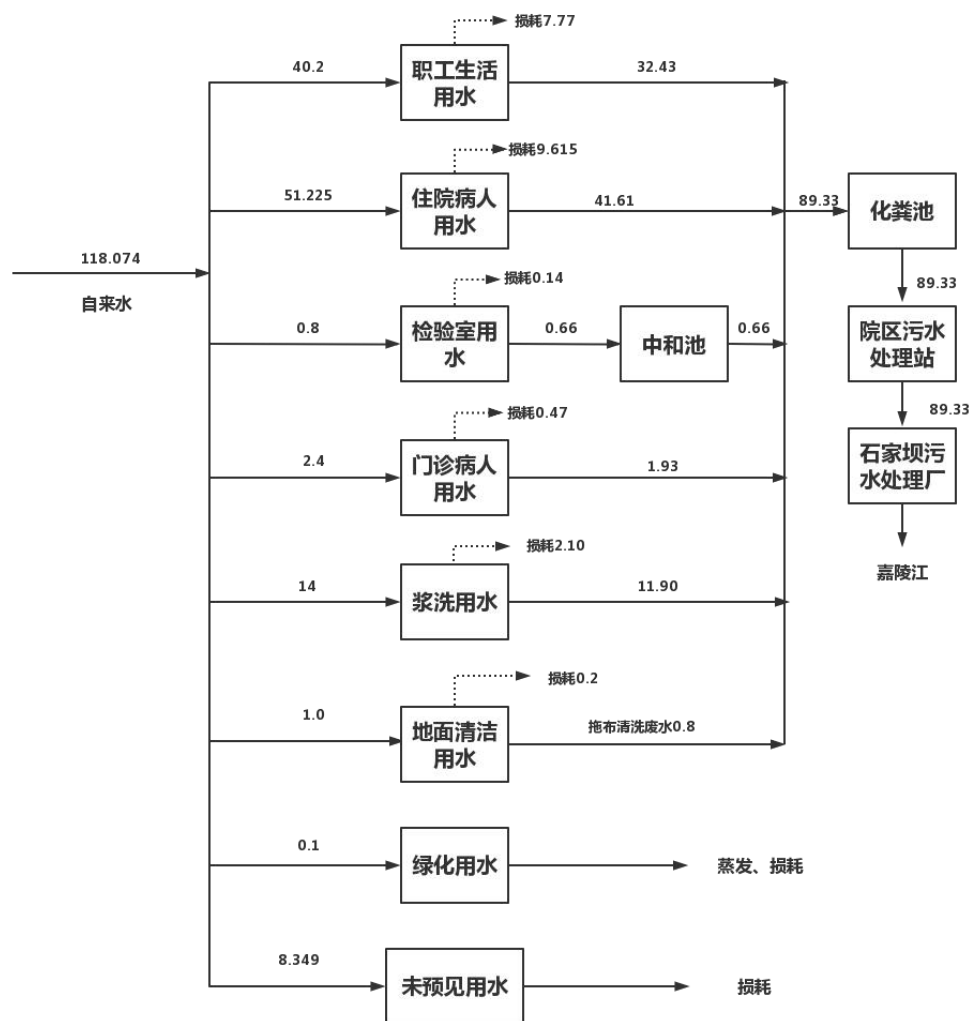 损耗7.77
40.2
职工生活
用水
32.43
损耗9.615
51.225
住院病人
用水
41.61
89.33
化粪池
118.074
自来水
89.33
损耗0.14
0.8
检验室用
水
0.66
中和池
0.66
院区污水
处理站
89.33
损耗0.47
2.4
门诊病人
用水
1.93
石家坝污
水处理厂
嘉陵江
损耗2.10
14
浆洗用水
11.90
损耗0.2
1.0
地面清洁
用水
拖布清洗废水0.8
0.1
绿化用水
蒸发、损耗
8.349
未预见用水
损耗